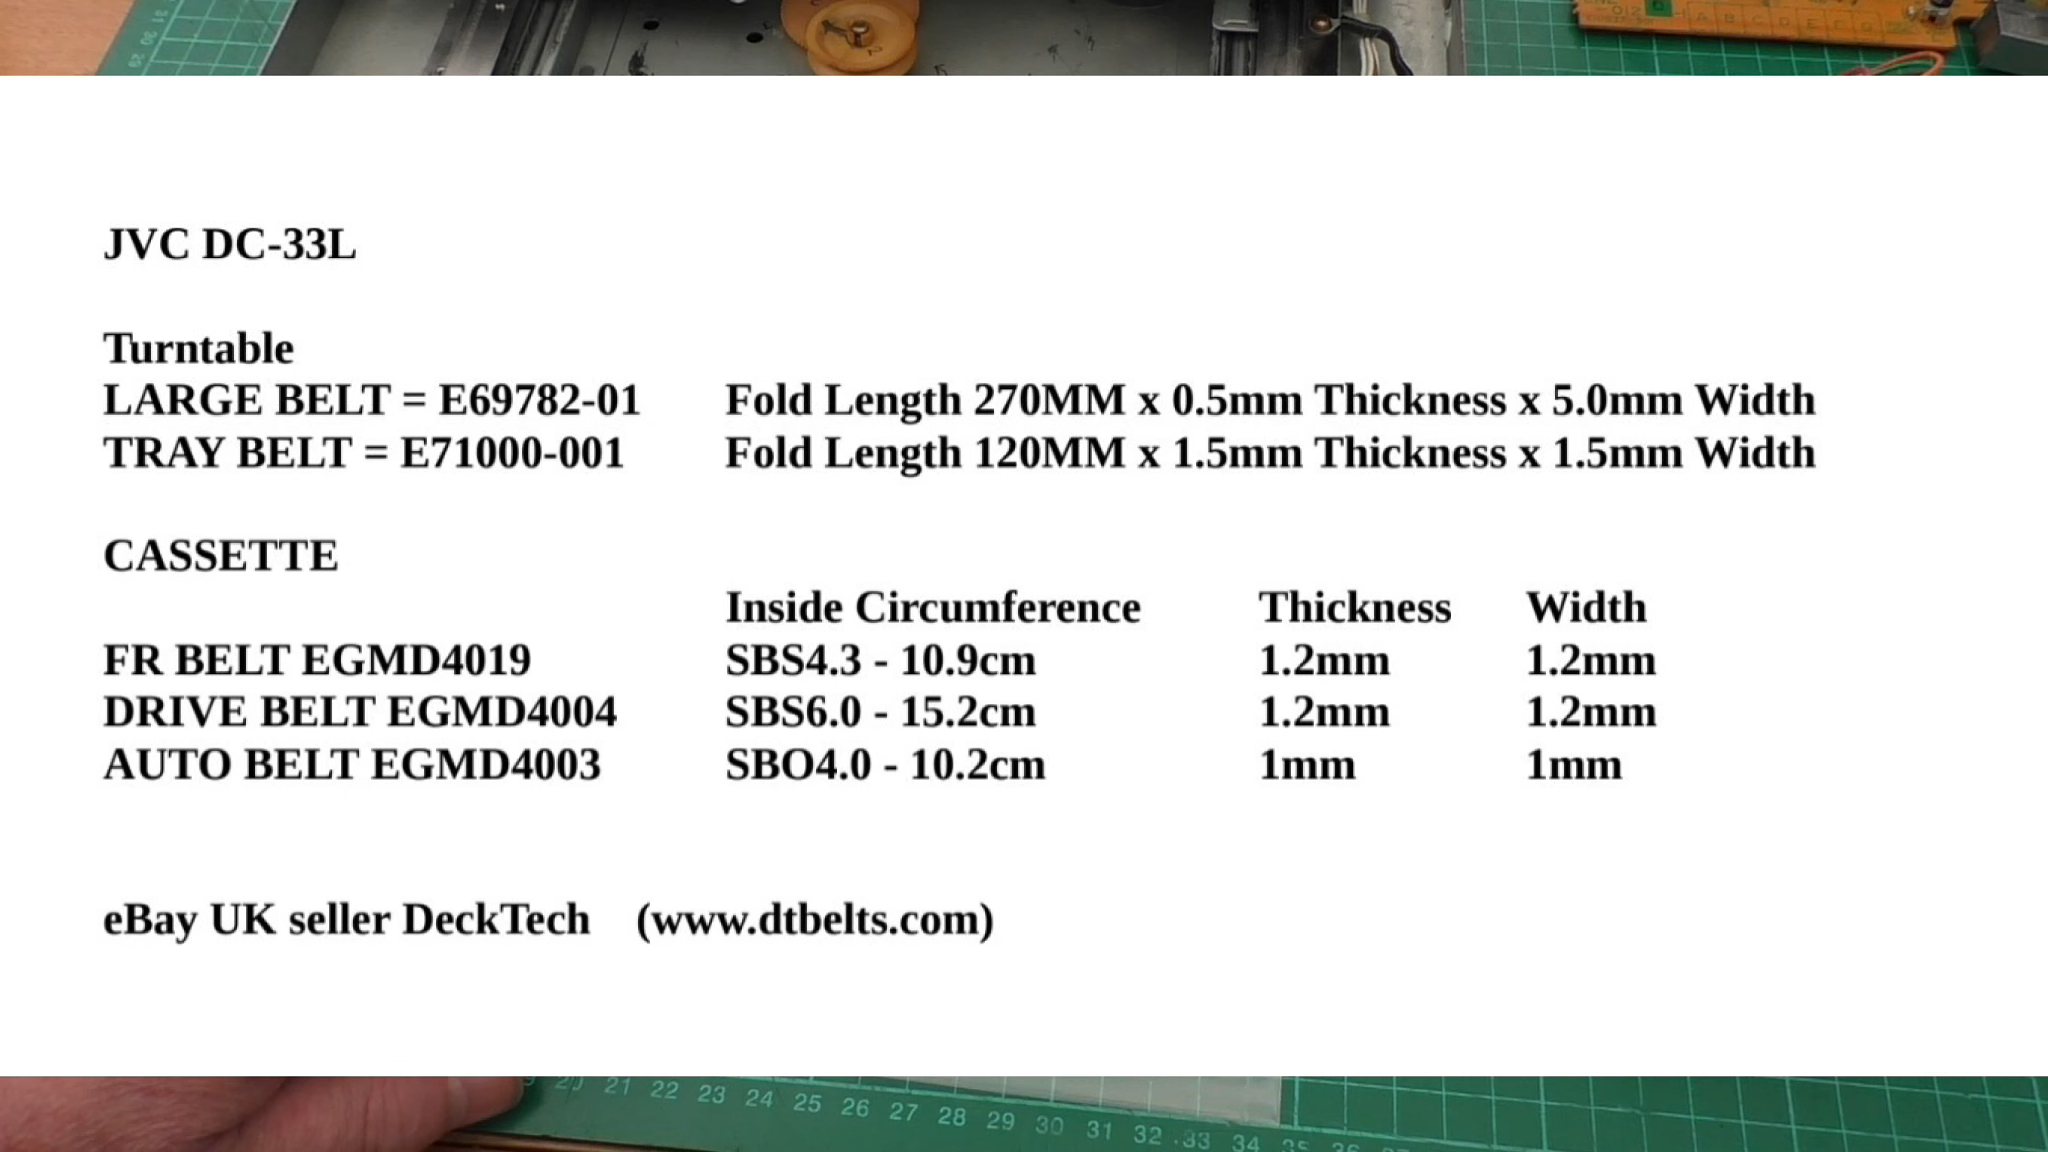 JVC DC-33L
Turntable
LARGE BELT = E69782-01 Fold Length 270MM x 0.5mm Thickness x 5.0mm Width
TRAY BELT = E71000-001 Fold Length 120MM x 1.5mm Thickness x 1.5mm Width
CASSETTE
Inside Circumference Thickness Width
FR BELT EGMD4019 SBS4.3 - 10.9cm 1.2mm 1.2mm
DRIVE BELT EGMD4004 SBS6.0 - 15.2cm 1.2mm 1.2mm
AUTO BELT EGMD4003 SBO4.0 - 10.2cm 1mm 1mm
eBay UK seller DeckTech (www.dtbelts.com)
21 22 23 24 25 26 27 28 29 30 31 32 33 34